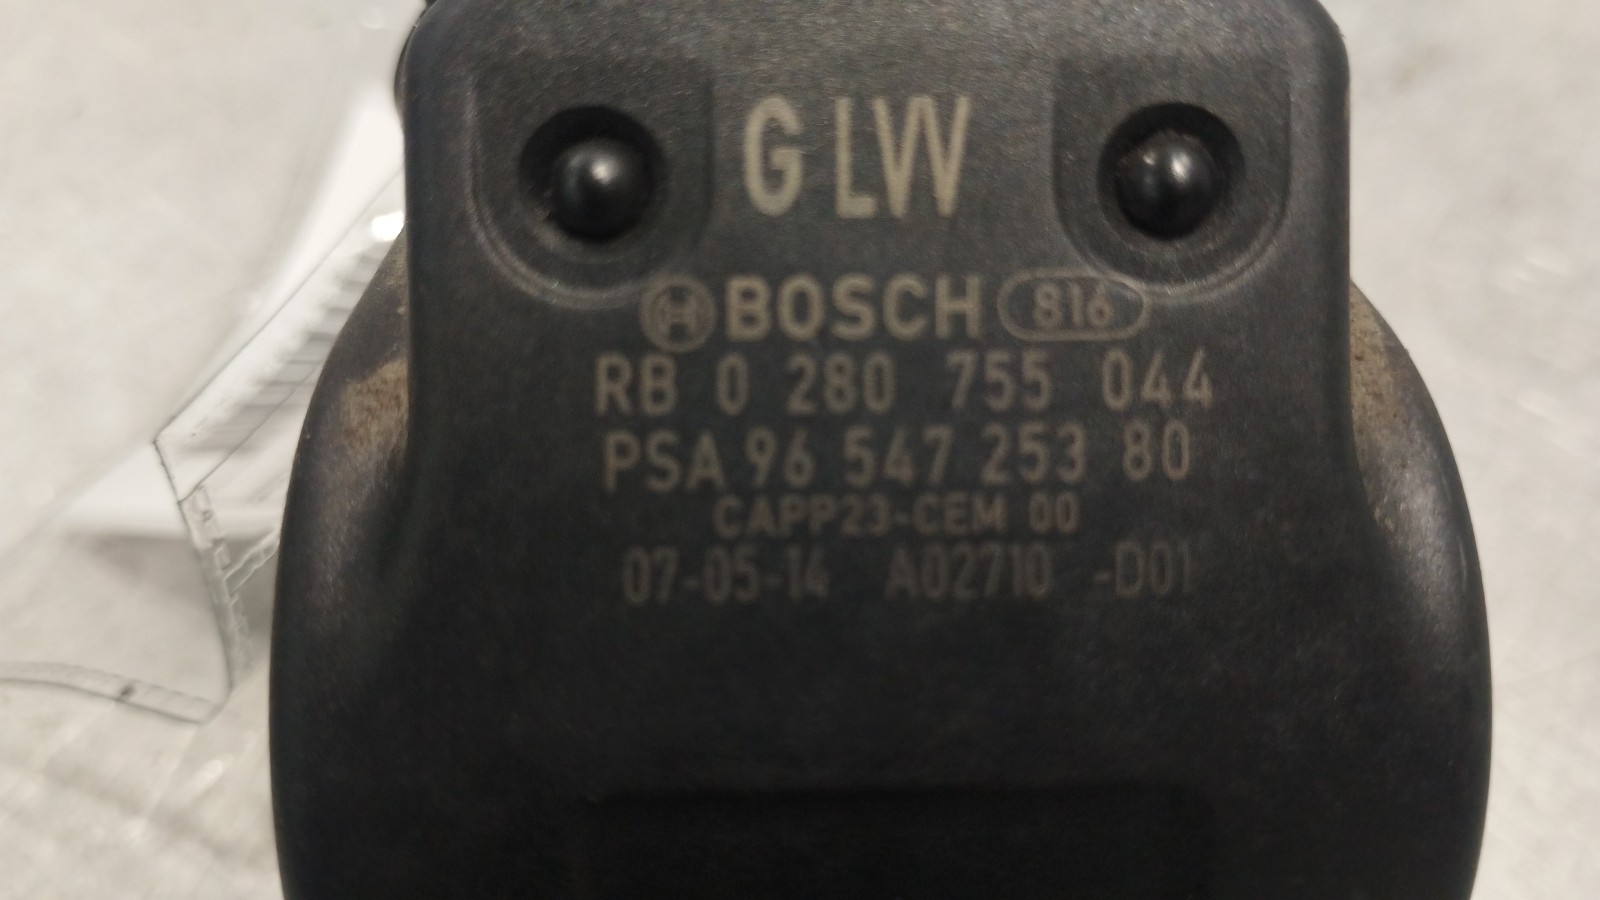 G LW
BOSCH 816
RB 0 280 755 044
PSA 96 547 253 80
CAPP23-CEM 00
07-05-14 A02710 -D01